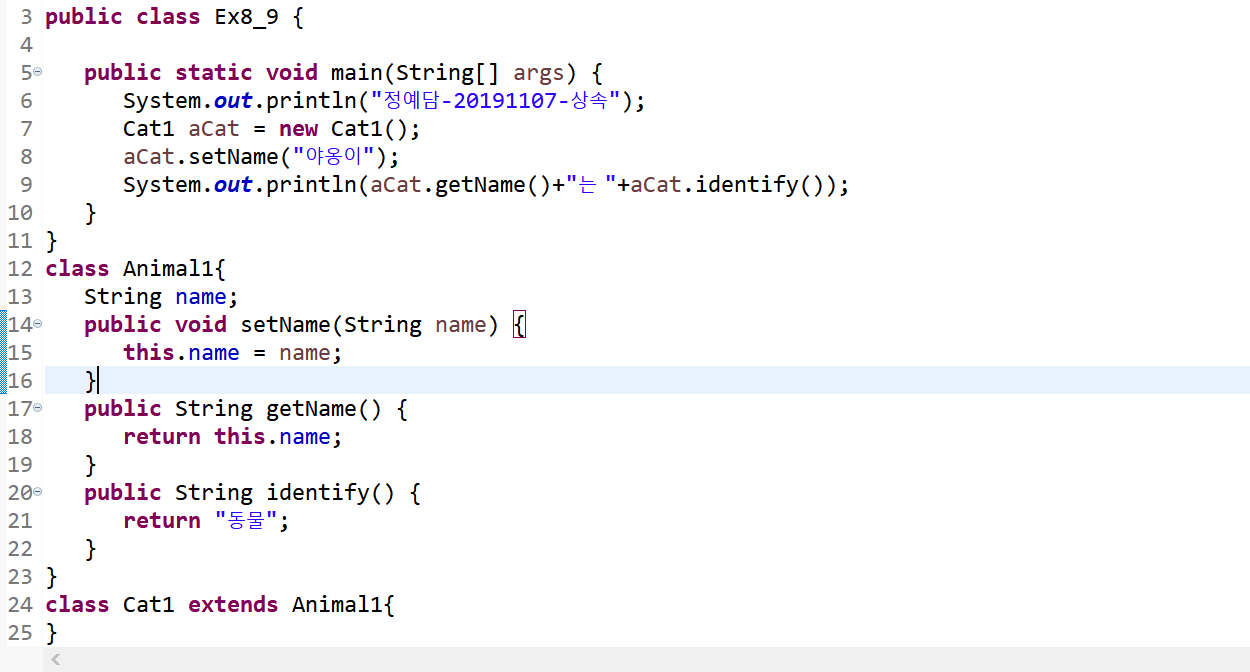 3 public class Ex8_9 {
4
5 public static void main(String[] args) {
6 System.out.println("정예담-20191107-상속");
7 Cat1 aCat = new Cat1();
8 aCat.setName("야옹이");
9 System.out.println(aCat.getName()+"는 "+aCat.identify());
10 }
11 }
12 class Animal1{
13 String name;
14 public void setName(String name) {
15 this.name = name;
16 }
17 public String getName() {
18 return this.name;
19 }
20 public String identify() {
21 return "동물";
22 }
23 }
24 class Cat1 extends Animal1{
25 }